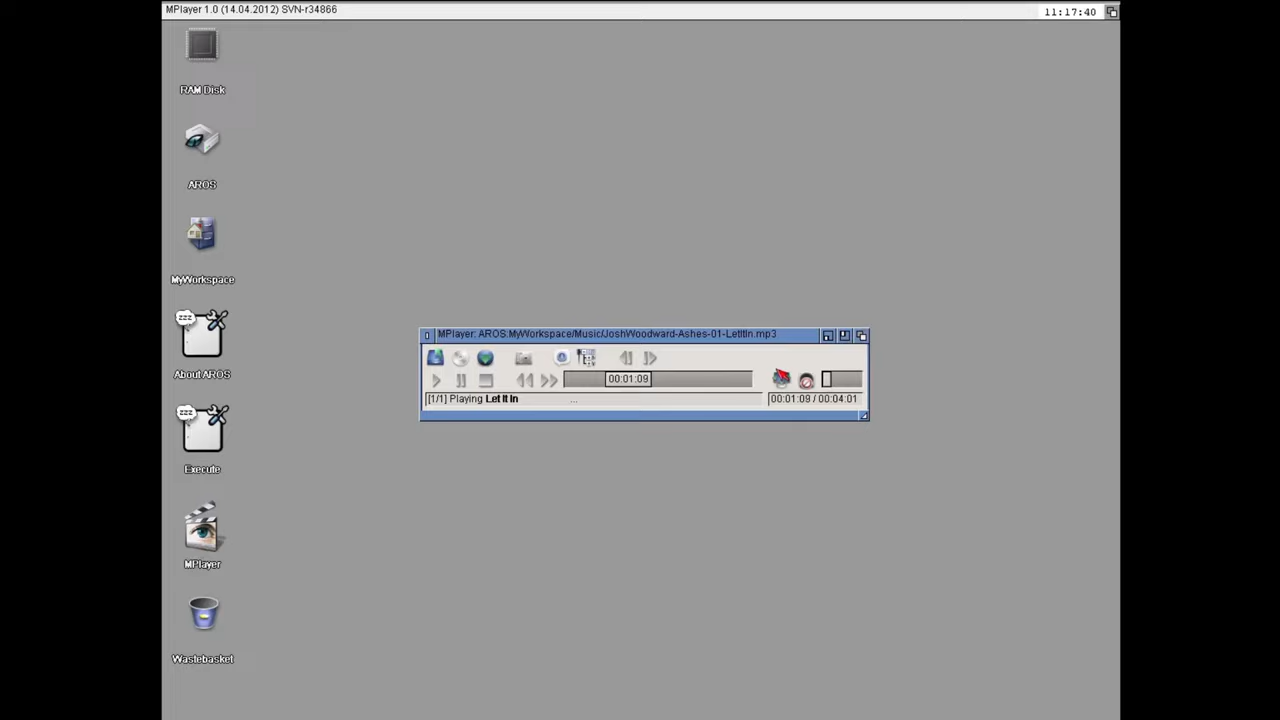 MPlayer 1.0 (14.04.2012) SVN-r34866
11:17:40
RAM Disk
AROS
MyWorkspace
AboutAROS
Execute
MPlayer
Wastebasket
MPlayer: AROS:MyWorkspace/Music/JoshWoodward-Ashes-01-LetItIn.mp3
00:01:09
[1/1] Playing Let It In ...
00:01:09 / 00:04:01